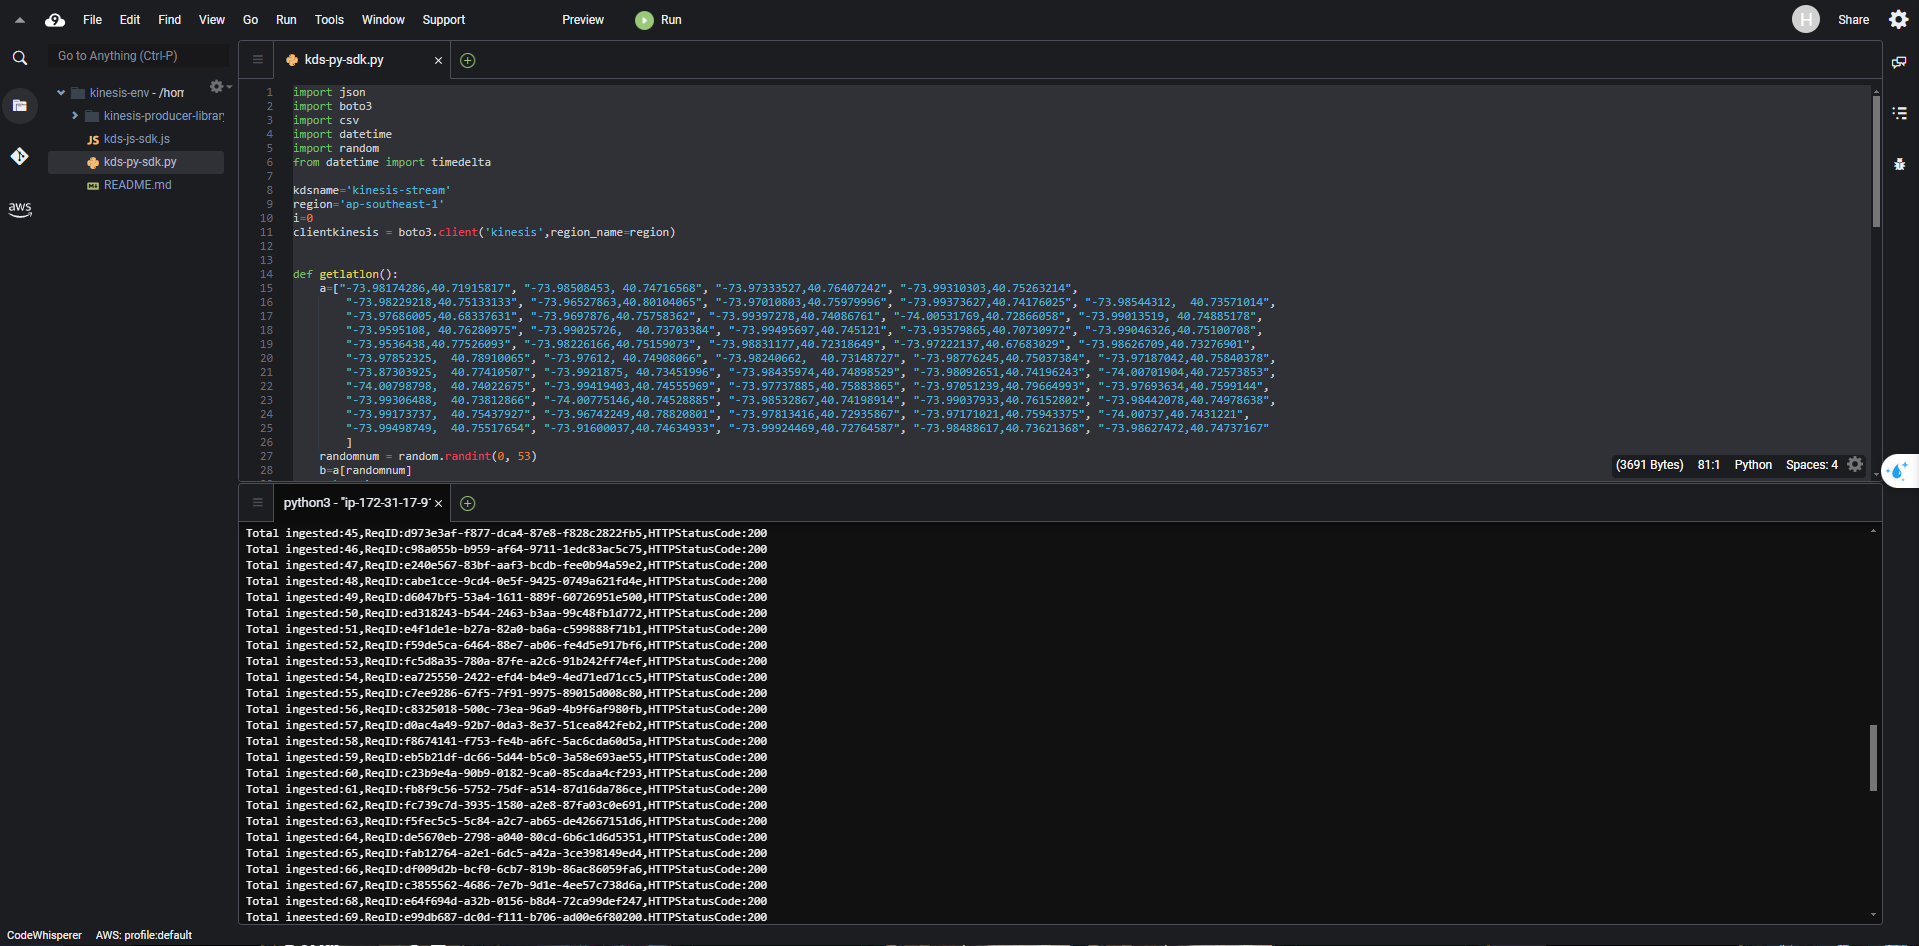 9 File Edit Find View Go Run Tools Window Support Preview Run H Share
Go to Anything (Ctrl-P)
kinesis-env - /hom
kinesis-producer-library
JS kds-js-sdk.js
kds-py-sdk.py
README.md
aws
kds-py-sdk.py ×
1 import json
2 import boto3
3 import csv
4 import datetime
5 import random
6 from datetime import timedelta
7
8 kdsname='kinesis-stream'
9 region='ap-southeast-1'
10 i=0
11 clientkinesis = boto3.client('kinesis',region_name=region)
12
13
14 def getlatlon():
15 a=["-73.98174286,40.71915817", "-73.98508453, 40.74716568", "-73.97333527,40.76407242", "-73.99310303,40.75263214",
16 "-73.98229218,40.75133133", "-73.96527863,40.80104065", "-73.97010803,40.75979996", "-73.99373627,40.74176025", "-73.98544312,  40.73571014",
17 "-73.97686005,40.68337631", "-73.9697876,40.75758362", "-73.99397278,40.74086761", "-74.00531769,40.72866058", "-73.99013519, 40.74885178",
18 "-73.9595108, 40.76280975", "-73.99025726,  40.73703384", "-73.99495697,40.745121", "-73.93579865,40.70730972", "-73.99046326,40.75100708",
19 "-73.9536438,40.77526093", "-73.98226166,40.75159073", "-73.98831177,40.72318649", "-73.97222137,40.67683029", "-73.98626709,40.73276901",
20 "-73.97852325,  40.78910065", "-73.97612, 40.74908066", "-73.98240662,  40.73148727", "-73.98776245,40.75037384", "-73.97187042,40.75840378",
21 "-73.87303925,  40.77410507", "-73.9921875, 40.73451996", "-73.98435974,40.74898529", "-73.98092651,40.74196243", "-74.00701904,40.72573853",
22 "-74.00798798,  40.74022675", "-73.99419403,40.74555969", "-73.97737885,40.75883865", "-73.97051239,40.79664993", "-73.97693634,40.7599144",
23 "-73.99306488,  40.73812866", "-74.00775146,40.74528885", "-73.98532867,40.74198914", "-73.99037933,40.76152802", "-73.98442078,40.74978638",
24 "-73.99173737,  40.75437927", "-73.96742249,40.78820801", "-73.97813416,40.72935867", "-73.97171021,40.75943375", "-74.00737,40.7431221",
25 "-73.99498749,  40.75517654", "-73.91600037,40.74634933", "-73.99924469,40.72764587", "-73.98488617,40.73621368", "-73.98627472,40.74737167"
26 ]
27 randomnum = random.randint(0, 53)
28 b=a[randomnum]
(3691 Bytes) 81:1 Python Spaces: 4
python3 - "ip-172-31-17-9 ×
Total ingested:45,ReqID:d973e3af-f877-dca4-87e8-f828c2822fb5,HTTPStatusCode:200
Total ingested:46,ReqID:c98a055b-b959-af64-9711-1edc83ac5c75,HTTPStatusCode:200
Total ingested:47,ReqID:e240e567-83bf-aaf3-bcdb-fee0b94a59e2,HTTPStatusCode:200
Total ingested:48,ReqID:cabe1cce-9cd4-0e5f-9425-0749a621fd4e,HTTPStatusCode:200
Total ingested:49,ReqID:d6047bf5-53a4-1611-889f-60726951e500,HTTPStatusCode:200
Total ingested:50,ReqID:ed318243-b544-2463-b3aa-99c48fb1d772,HTTPStatusCode:200
Total ingested:51,ReqID:e4f1de1e-b27a-82a0-ba6a-c599888f71b1,HTTPStatusCode:200
Total ingested:52,ReqID:f59de5ca-6464-88e7-ab06-fe4d5e917bf6,HTTPStatusCode:200
Total ingested:53,ReqID:fc5d8a35-780a-87fe-a2c6-91b242ff74ef,HTTPStatusCode:200
Total ingested:54,ReqID:ea725550-2422-efd4-b4e9-4ed71ed71cc5,HTTPStatusCode:200
Total ingested:55,ReqID:c7ee9286-67f5-7f91-9975-89015d008c80,HTTPStatusCode:200
Total ingested:56,ReqID:c8325018-500c-73ea-96a9-4b9f6af980fb,HTTPStatusCode:200
Total ingested:57,ReqID:d0ac4a49-92b7-0da3-8e37-51cea842feb2,HTTPStatusCode:200
Total ingested:58,ReqID:f8674141-f753-fe4b-a6fc-5ac6cda60d5a,HTTPStatusCode:200
Total ingested:59,ReqID:eb5b21df-dc66-5d44-b5c0-3a58e693ae55,HTTPStatusCode:200
Total ingested:60,ReqID:c23b9e4a-90b9-0182-9ca0-85cdaa4cf293,HTTPStatusCode:200
Total ingested:61,ReqID:fb8f9c56-5752-75df-a514-87d16da786ce,HTTPStatusCode:200
Total ingested:62,ReqID:fc739c7d-3935-1580-a2e8-87fa03c0e691,HTTPStatusCode:200
Total ingested:63,ReqID:f5fec5c5-5c84-a2c7-ab65-de42667151d6,HTTPStatusCode:200
Total ingested:64,ReqID:de5670eb-2798-a040-80cd-6b6c1d6d5351,HTTPStatusCode:200
Total ingested:65,ReqID:fab12764-a2e1-6dc5-a42a-3ce398149ed4,HTTPStatusCode:200
Total ingested:66,ReqID:df009d2b-bcf0-6cb7-819b-86ac86059fa6,HTTPStatusCode:200
Total ingested:67,ReqID:c3855562-4686-7e7b-9d1e-4ee57c738d6a,HTTPStatusCode:200
Total ingested:68,ReqID:e64f694d-a32b-0156-b8d4-72ca99def247,HTTPStatusCode:200
Total ingested:69,ReqID:e99db687-dc0d-f111-b706-ad00e6f80200,HTTPStatusCode:200
CodeWhisperer AWS: profile:default